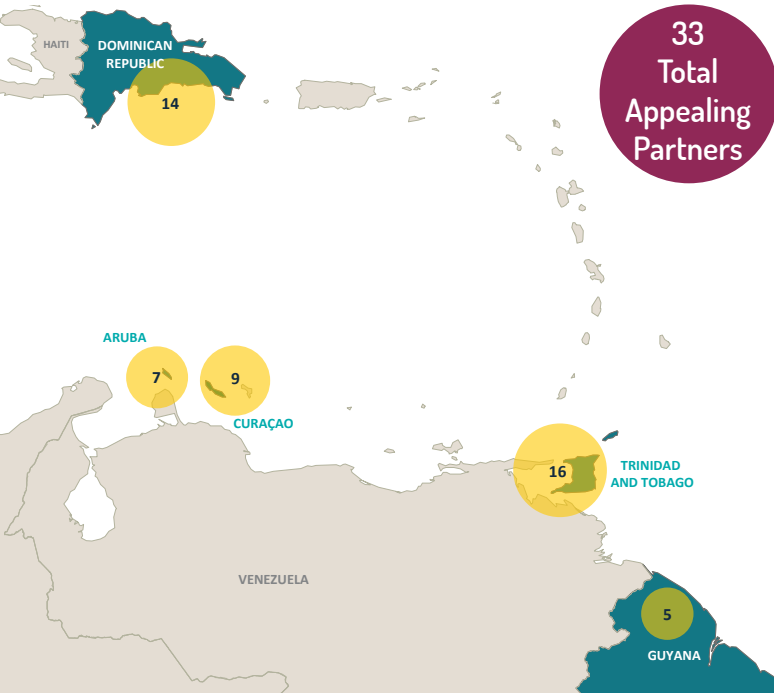 33
Total
Appealing
Partners
HAITI
DOMINICAN
REPUBLIC
14
ARUBA
7
9
CURAÇAO
16
TRINIDAD
AND TOBAGO
VENEZUELA
5
GUYANA